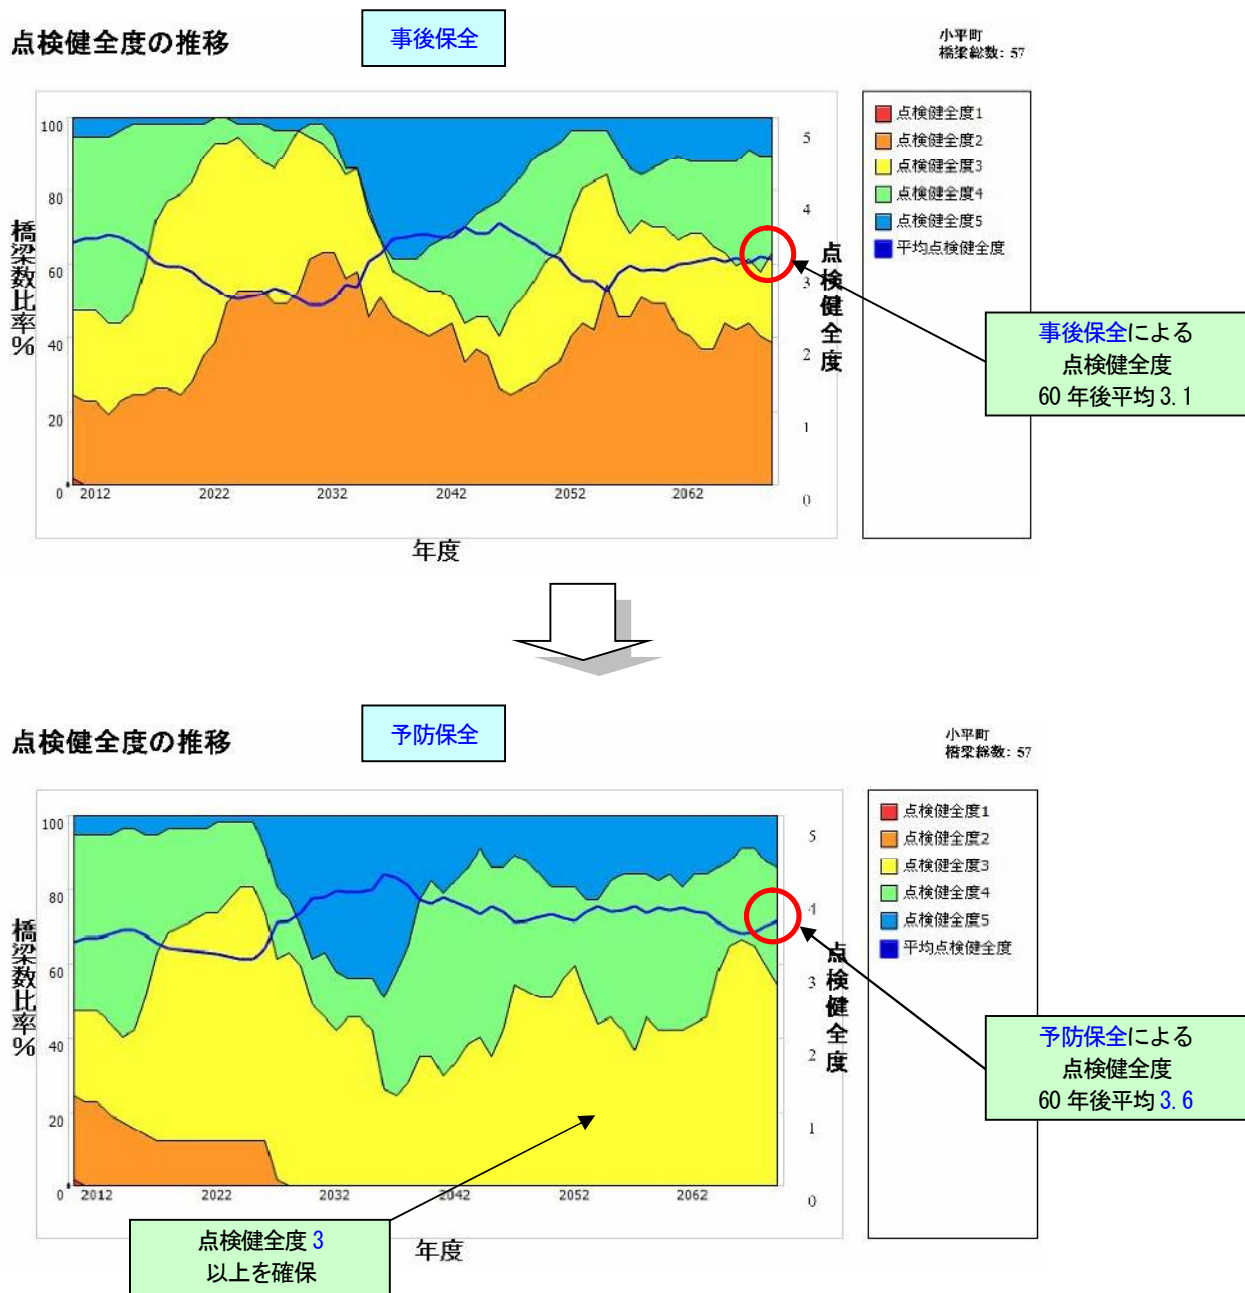 点検健全度の推移
事後保全
小平町
橋梁総数: 57
100
80
60
40
20
0
2012
2022
2032
2042
2052
2062
5
4
3
2
1
0
橋梁数比率%
点検健全度
年度
点検健全度1
点検健全度2
点検健全度3
点検健全度4
点検健全度5
平均点検健全度
事後保全による
点検健全度
60 年後平均 3.1
点検健全度の推移
予防保全
小平町
橋梁総数: 57
100
80
60
40
20
0
2012
2022
2032
2042
2052
2062
5
4
3
2
1
0
橋梁数比率%
点検健全度
年度
点検健全度1
点検健全度2
点検健全度3
点検健全度4
点検健全度5
平均点検健全度
予防保全による
点検健全度
60 年後平均 3.6
点検健全度 3
以上を確保